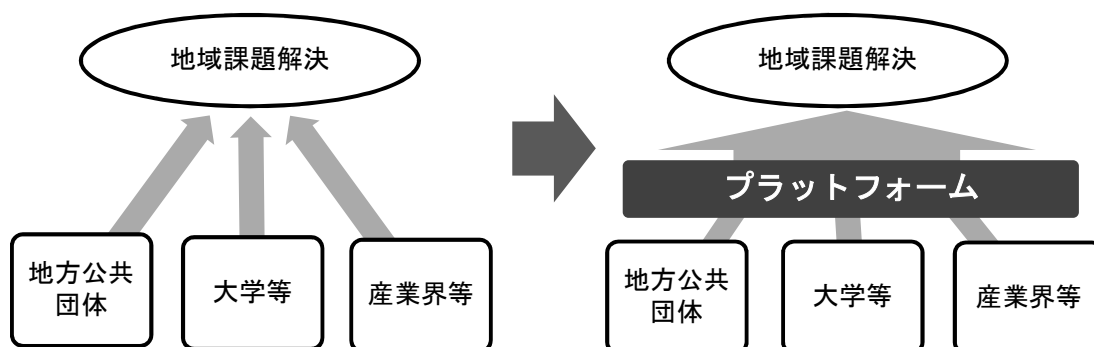 地域課題解決
地方公共
団体
大学等
産業界等
地域課題解決
プラットフォーム
地方公共
団体
大学等
産業界等